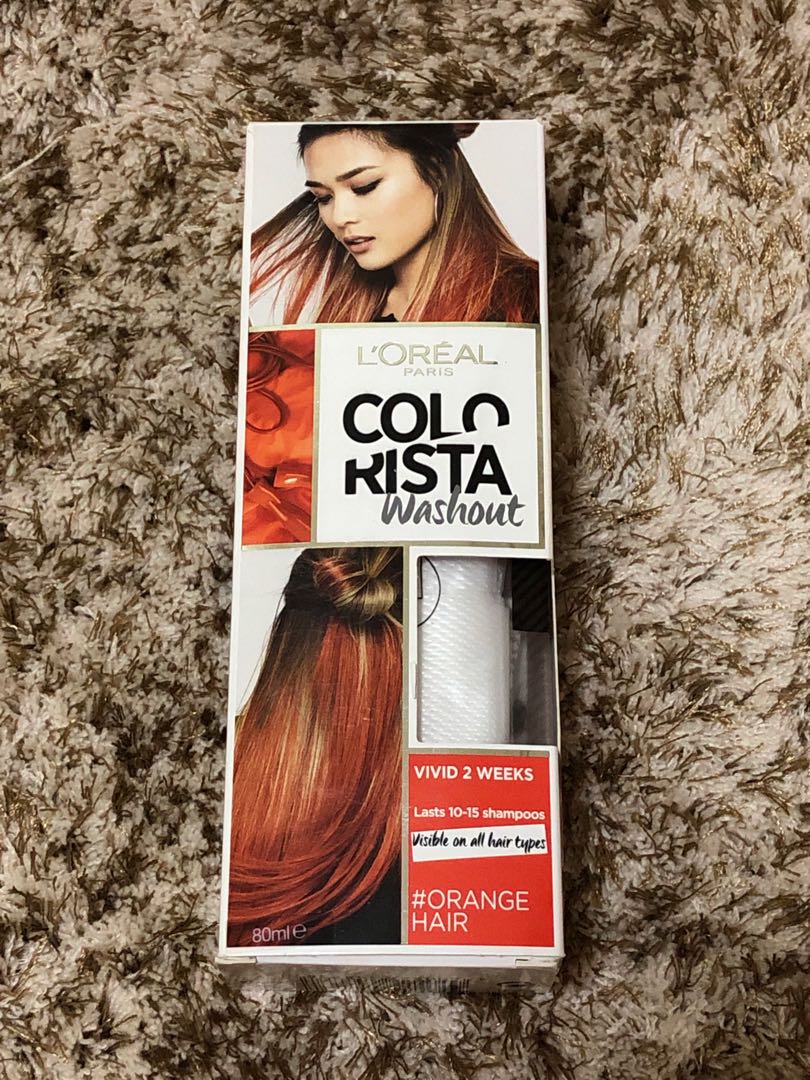 L'ORÉAL
PARIS
COLO
RISTA
Washout
VIVID 2 WEEKS
Lasts 10-15 shampoos
Visible on all hair types
#ORANGE
HAIR
80ml ℮